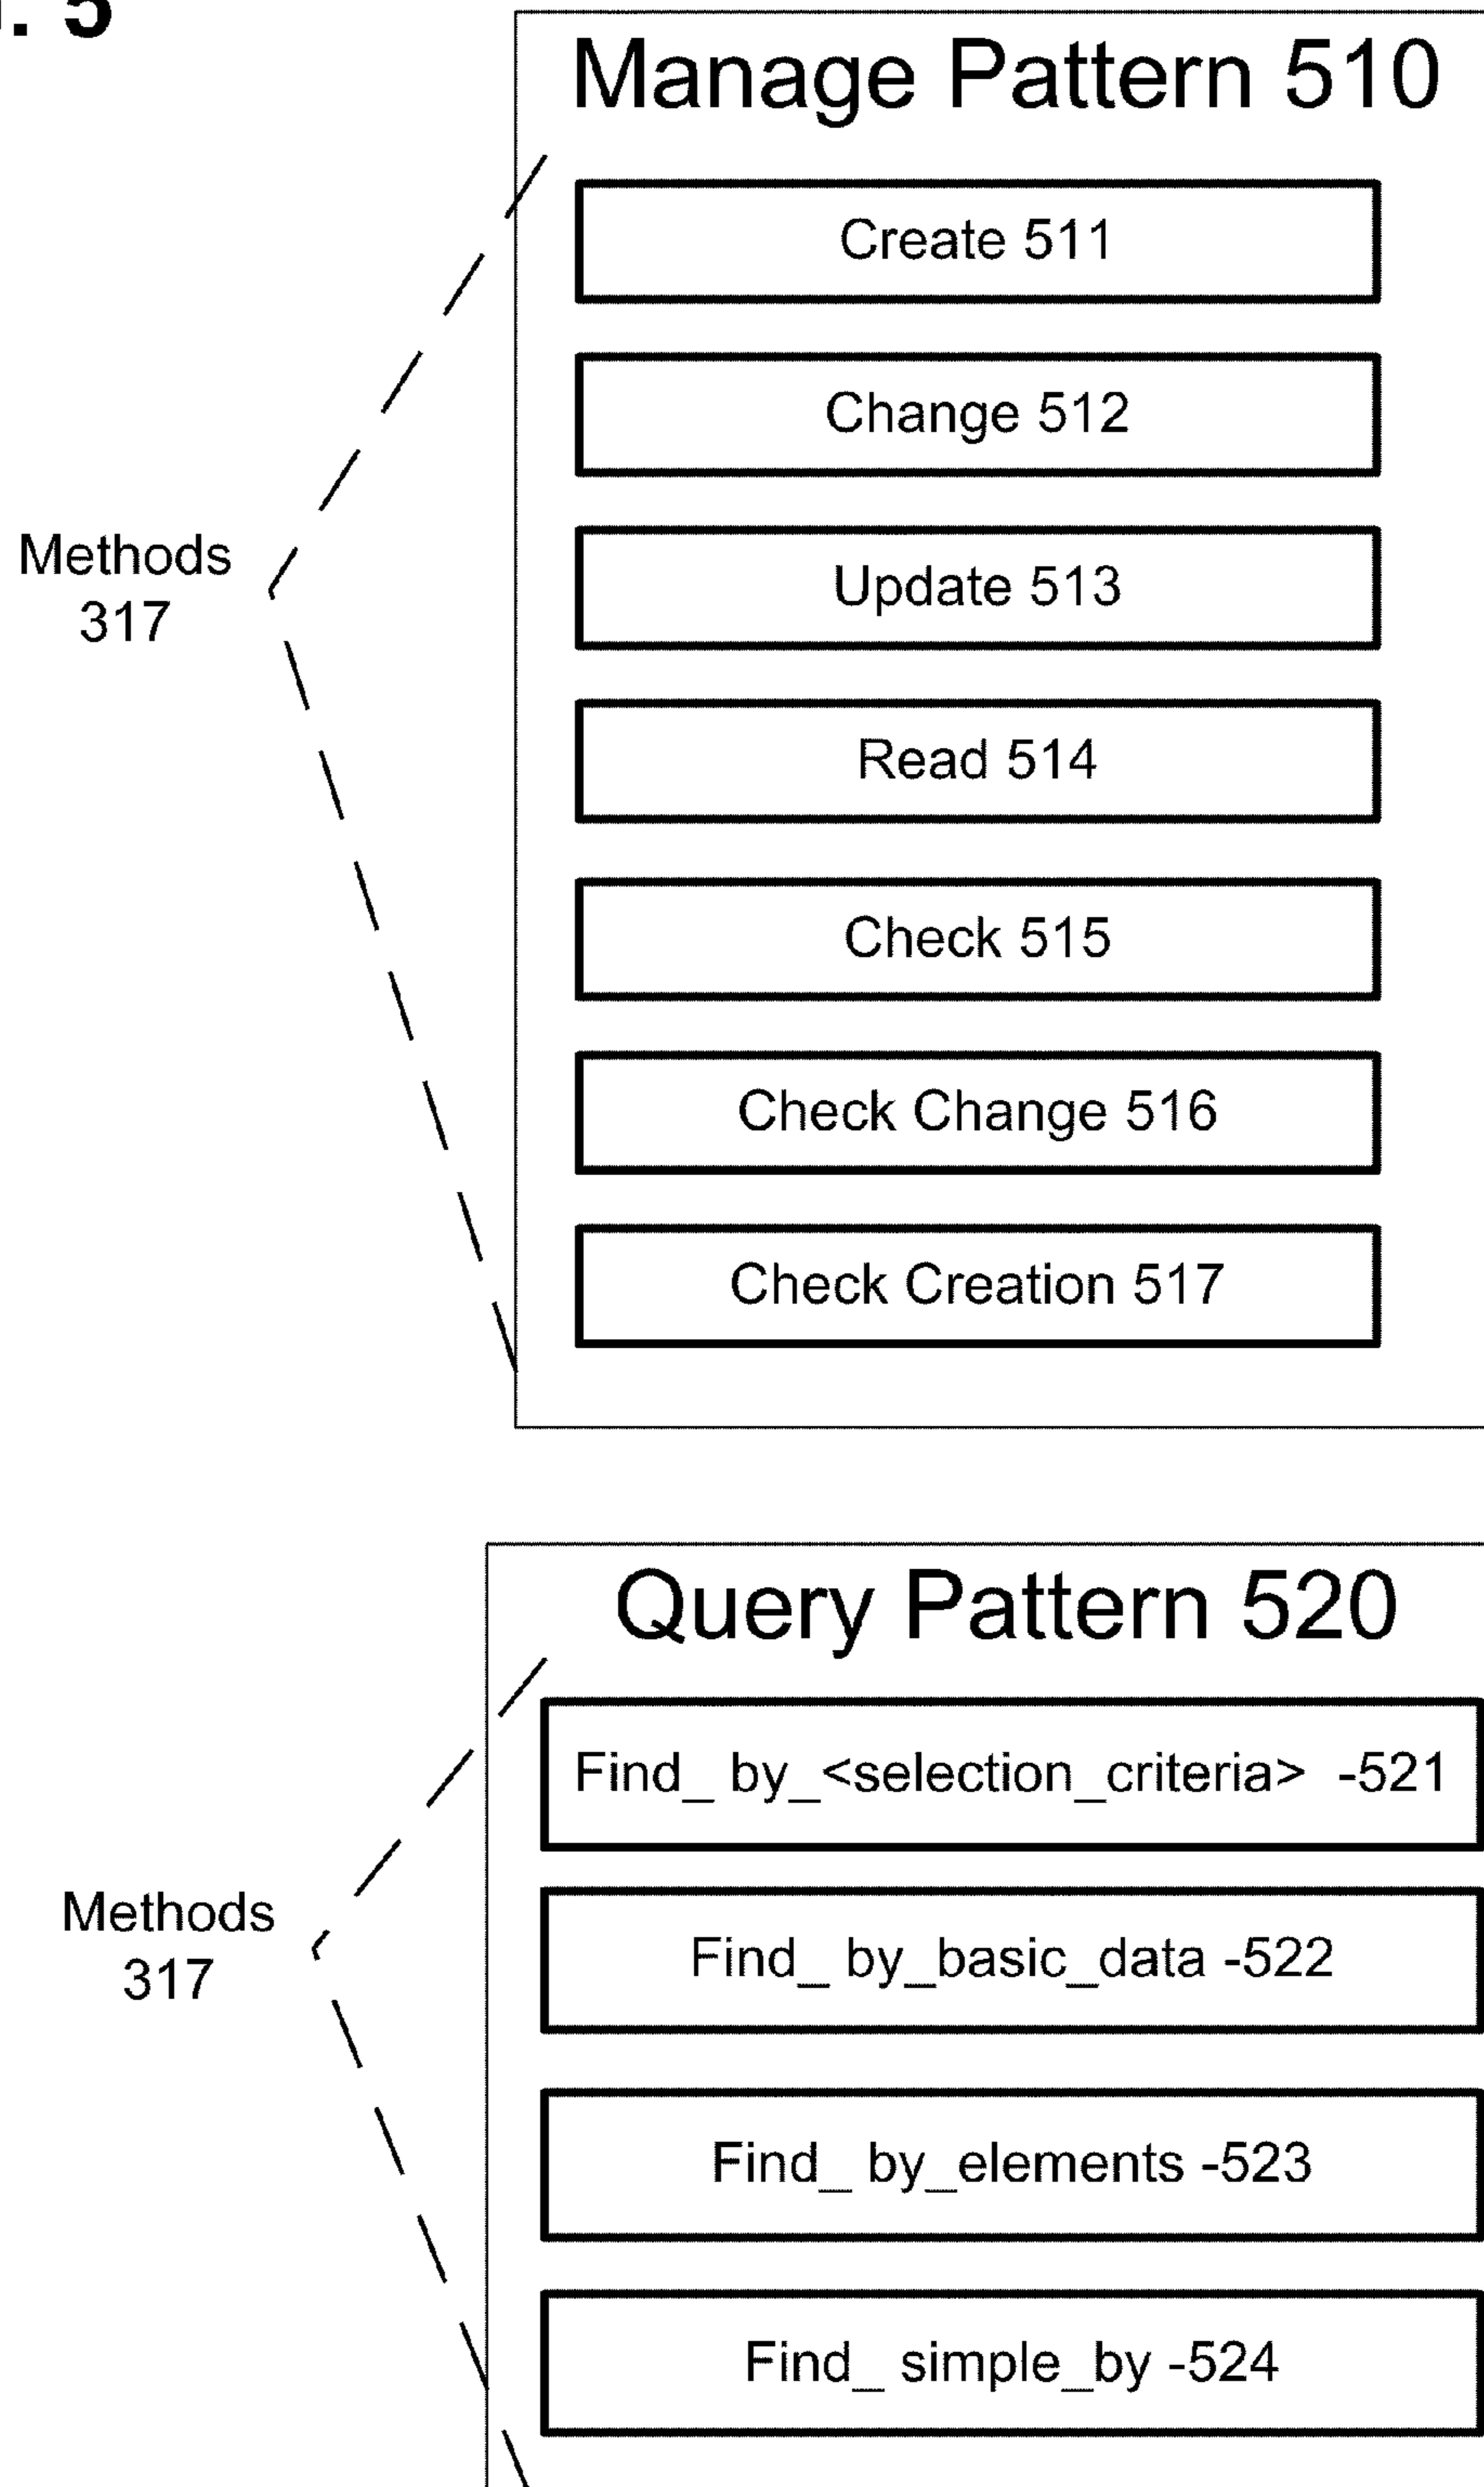 . 5
Manage Pattern 510
Create 511
Change 512
Methods
317
Update 513
Read 514
Check 515
Check Change 516
Check Creation 517
Query Pattern 520
Find_ by_<selection_criteria> -521
Methods
317
Find_ by_basic_data -522
Find_ by_elements -523
Find_ simple_by -524